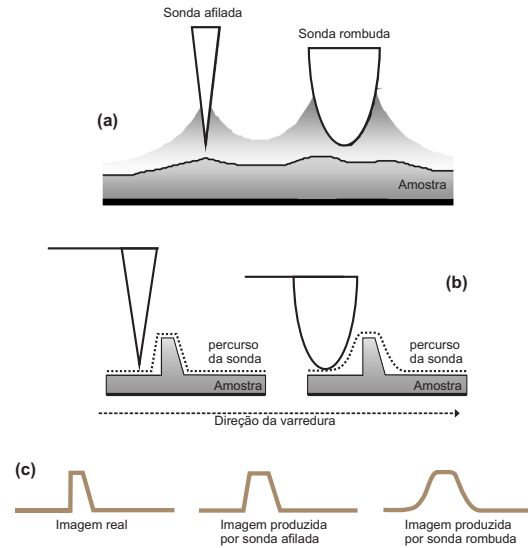 Sonda afilada
Sonda rombuda
(a)
Amostra
(b)
percurso
da sonda
Amostra
percurso
da sonda
Amostra
Direção da varredura
(c)
Imagem real
Imagem produzida
por sonda afilada
Imagem produzida
por sonda rombuda